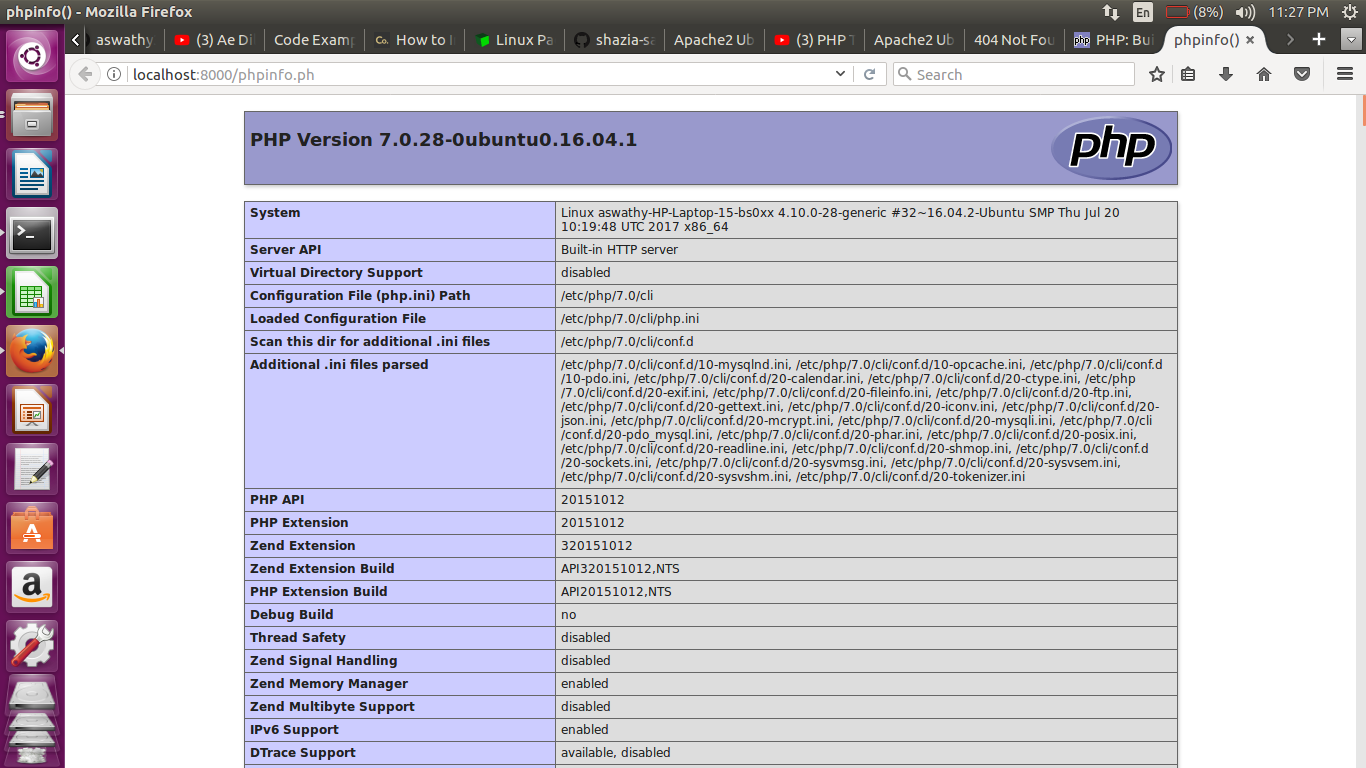 phpinfo() - Mozilla Firefox
En (8%) 11:27 PM
aswathy (3) Ae Di Code Examp Co. How to I Linux Pa shazia-sa Apache2 Ub (3) PHP T Apache2 Ub 404 Not Fou php PHP: Bui phpinfo()
localhost:8000/phpinfo.ph
Search
PHP Version 7.0.28-0ubuntu0.16.04.1
php
System Linux aswathy-HP-Laptop-15-bs0xx 4.10.0-28-generic #32~16.04.2-Ubuntu SMP Thu Jul 20
10:19:48 UTC 2017 x86_64
Server API Built-in HTTP server
Virtual Directory Support disabled
Configuration File (php.ini) Path /etc/php/7.0/cli
Loaded Configuration File /etc/php/7.0/cli/php.ini
Scan this dir for additional .ini files /etc/php/7.0/cli/conf.d
Additional .ini files parsed /etc/php/7.0/cli/conf.d/10-mysqlnd.ini, /etc/php/7.0/cli/conf.d/10-opcache.ini, /etc/php/7.0/cli/conf.d
/10-pdo.ini, /etc/php/7.0/cli/conf.d/20-calendar.ini, /etc/php/7.0/cli/conf.d/20-ctype.ini, /etc/php
/7.0/cli/conf.d/20-exif.ini, /etc/php/7.0/cli/conf.d/20-fileinfo.ini, /etc/php/7.0/cli/conf.d/20-ftp.ini,
/etc/php/7.0/cli/conf.d/20-gettext.ini, /etc/php/7.0/cli/conf.d/20-iconv.ini, /etc/php/7.0/cli/conf.d/20-
json.ini, /etc/php/7.0/cli/conf.d/20-mcrypt.ini, /etc/php/7.0/cli/conf.d/20-mysqli.ini, /etc/php/7.0/cli
/conf.d/20-pdo_mysql.ini, /etc/php/7.0/cli/conf.d/20-phar.ini, /etc/php/7.0/cli/conf.d/20-posix.ini,
/etc/php/7.0/cli/conf.d/20-readline.ini, /etc/php/7.0/cli/conf.d/20-shmop.ini, /etc/php/7.0/cli/conf.d
/20-sockets.ini, /etc/php/7.0/cli/conf.d/20-sysvmsg.ini, /etc/php/7.0/cli/conf.d/20-sysvsem.ini,
/etc/php/7.0/cli/conf.d/20-sysvshm.ini, /etc/php/7.0/cli/conf.d/20-tokenizer.ini
PHP API 20151012
PHP Extension 20151012
Zend Extension 320151012
Zend Extension Build API320151012,NTS
PHP Extension Build API20151012,NTS
Debug Build no
Thread Safety disabled
Zend Signal Handling disabled
Zend Memory Manager enabled
Zend Multibyte Support disabled
IPv6 Support enabled
DTrace Support available, disabled